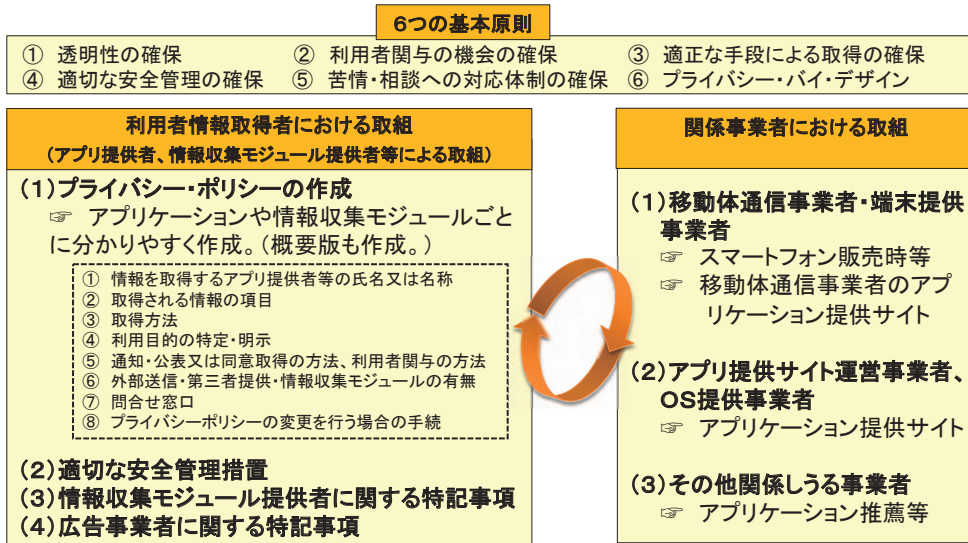 6つの基本原則
① 透明性の確保　② 利用者関与の機会の確保　③ 適正な手段による取得の確保
④ 適切な安全管理の確保　⑤ 苦情・相談への対応体制の確保　⑥ プライバシー・バイ・デザイン
利用者情報取得者における取組
(アプリ提供者、情報収集モジュール提供者等による取組)
(1)プライバシー・ポリシーの作成
☞ アプリケーションや情報収集モジュールごと
に分かりやすく作成。(概要版も作成。)
① 情報を取得するアプリ提供者等の氏名又は名称
② 取得される情報の項目
③ 取得方法
④ 利用目的の特定・明示
⑤ 通知・公表又は同意取得の方法、利用者関与の方法
⑥ 外部送信・第三者提供・情報収集モジュールの有無
⑦ 問合せ窓口
⑧ プライバシーポリシーの変更を行う場合の手続
(2)適切な安全管理措置
(3)情報収集モジュール提供者に関する特記事項
(4)広告事業者に関する特記事項
関係事業者における取組
(1)移動体通信事業者・端末提供
事業者
☞ スマートフォン販売時等
☞ 移動体通信事業者のアプ
リケーション提供サイト
(2)アプリ提供サイト運営事業者、
OS提供事業者
☞ アプリケーション提供サイト
(3)その他関係しうる事業者
☞ アプリケーション推薦等